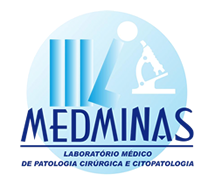 MEDMINAS
LABORATÓRIO MÉDICO
DE PATOLOGIA CIRÚRGICA E CITOPATOLOGIA